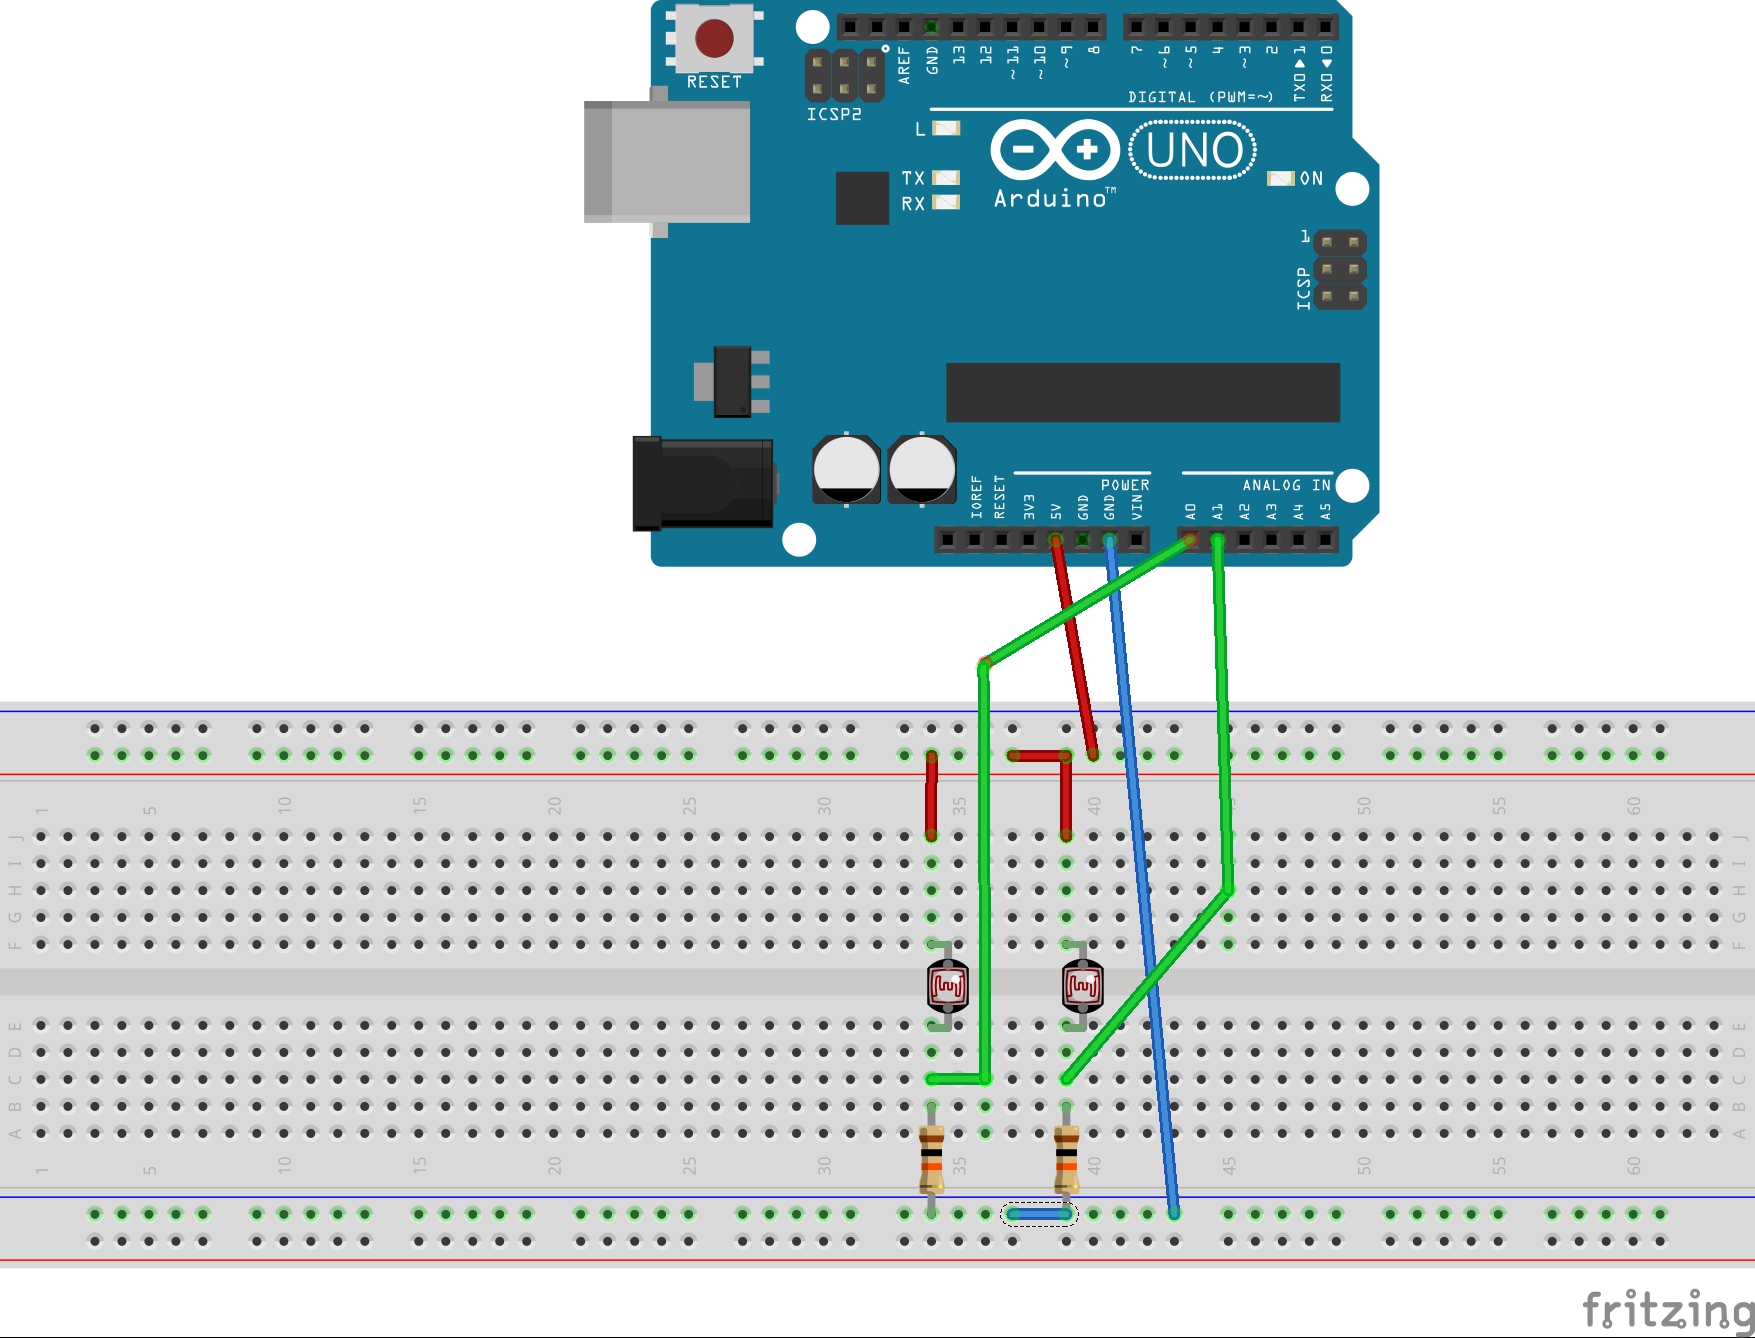 RESET
ICSP2
AREF
GND
13
12
~11
~10
~9
8
7
~6
~5
4
~3
2
TX0▶1
RX0◀0
DIGITAL (PWM=~)
L
TX
RX
UNO
Arduino™
ON
1
ICSP
POWER
ANALOG IN
IOREF
RESET
3V3
5V
GND
GND
VIN
A0
A1
A2
A3
A4
A5
1 5 10 15 20 25 30 35 40 45 50 55 60
J J
I I
H H
G G
F F
E E
D D
C C
B B
A A
1 5 10 15 20 25 30 35 40 45 50 55 60
fritzing